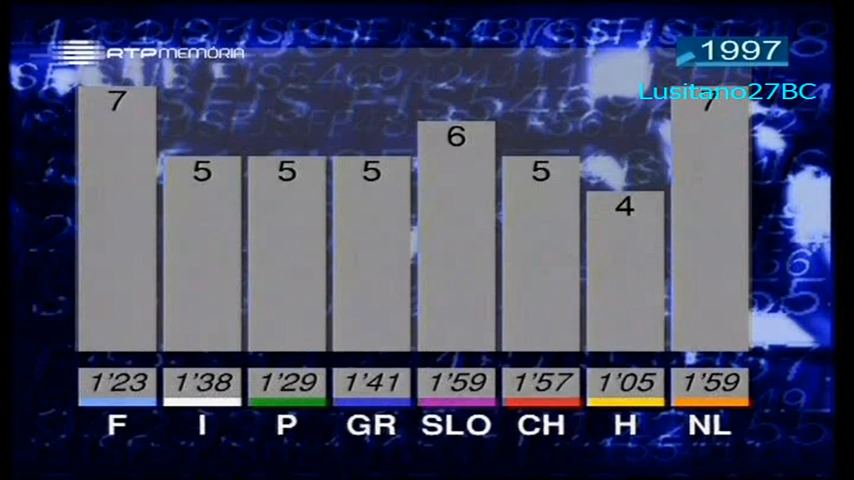 RTP MEMÓRIA
1997
Lusitano27BC
7 5 5 5 6 5 4 7
1'23 1'38 1'29 1'41 1'59 1'57 1'05 1'59
F I P GR SLO CH H NL